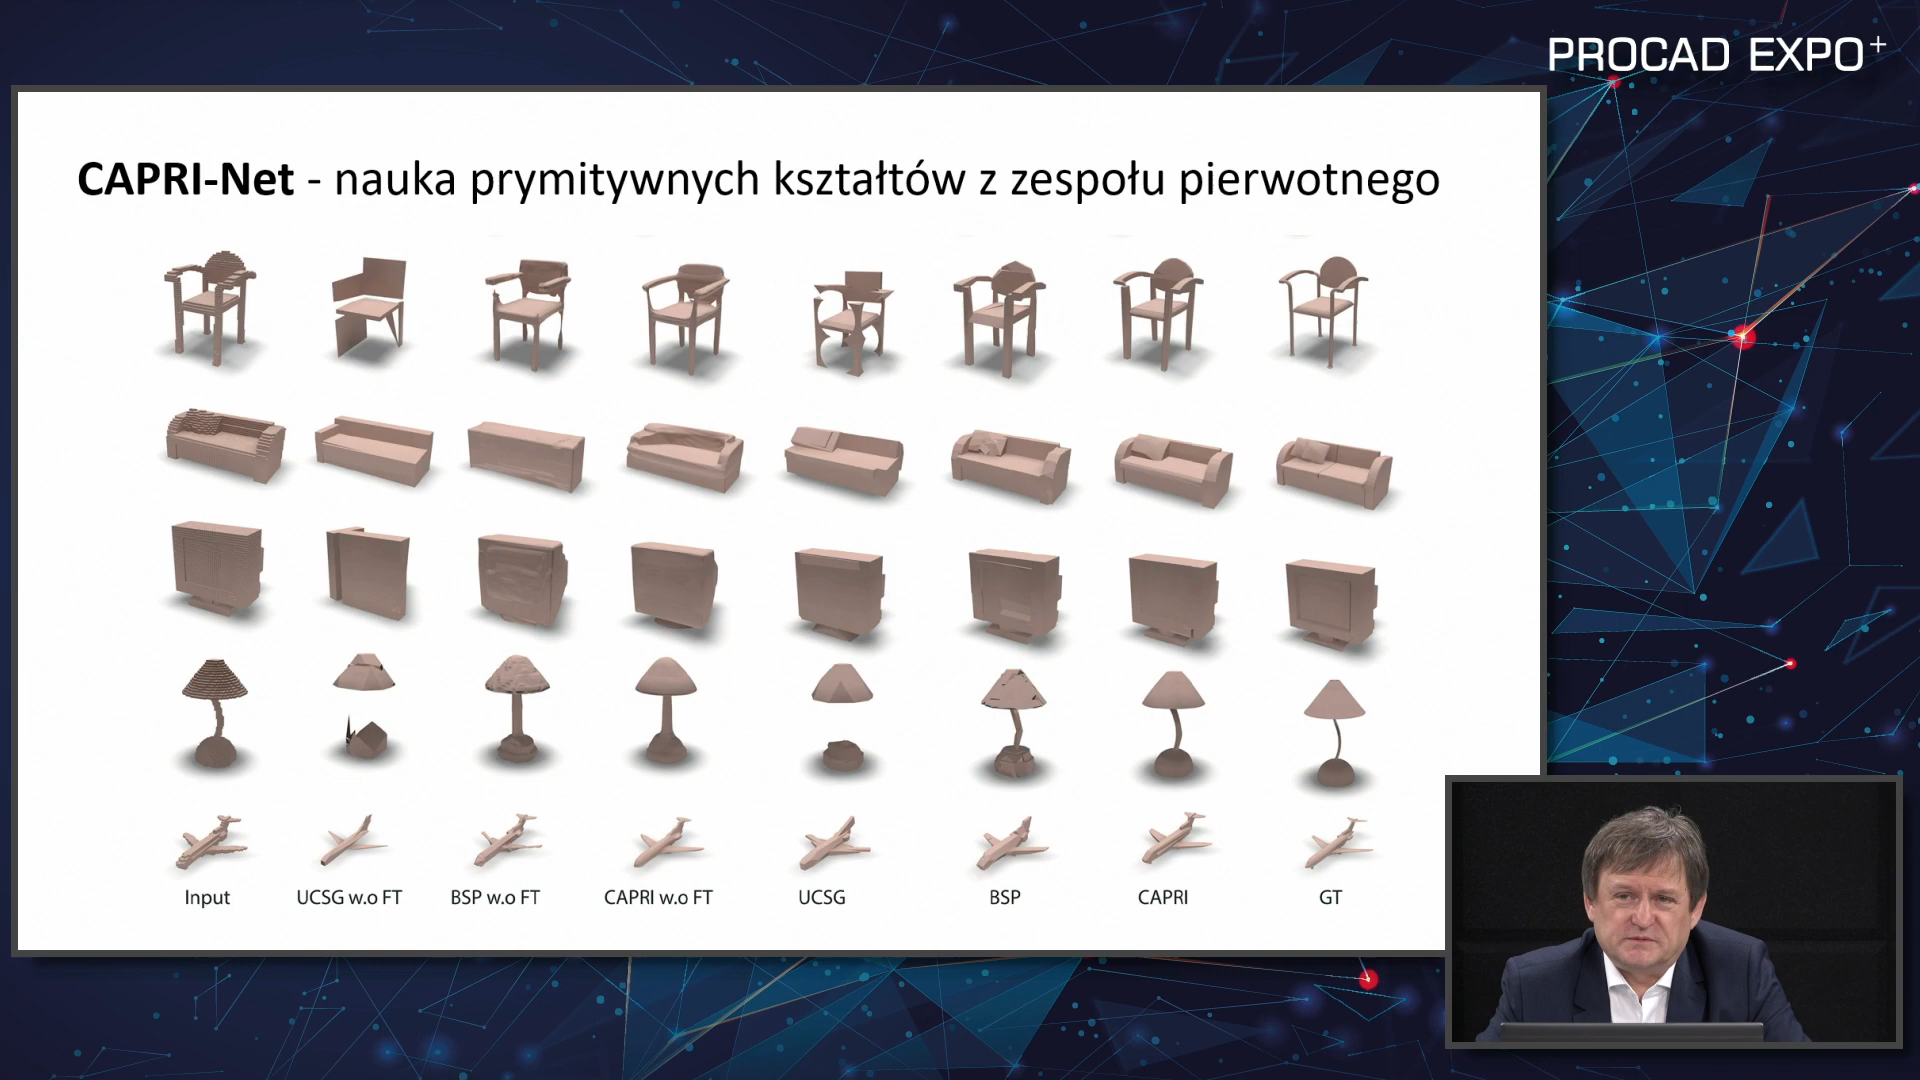 PROCAD EXPO+
CAPRI-Net - nauka prymitywnych kształtów z zespołu pierwotnego
Input UCSG w.o FT BSP w.o FT CAPRI w.o FT UCSG BSP CAPRI GT